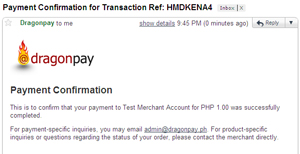 Payment Confirmation for Transaction Ref: HMDKENA4 Inbox | X
Dragonpay to me show details 9:45 PM (0 minutes ago) Reply
dragonpay
Payment Confirmation
This is to confirm that your payment to Test Merchant Account for PHP 1.00 was successfully
completed.
For payment-specific inquiries, you may email admin@dragonpay.ph. For product-specific
inquiries or questions regarding the status of your order, please contact the merchant directly.